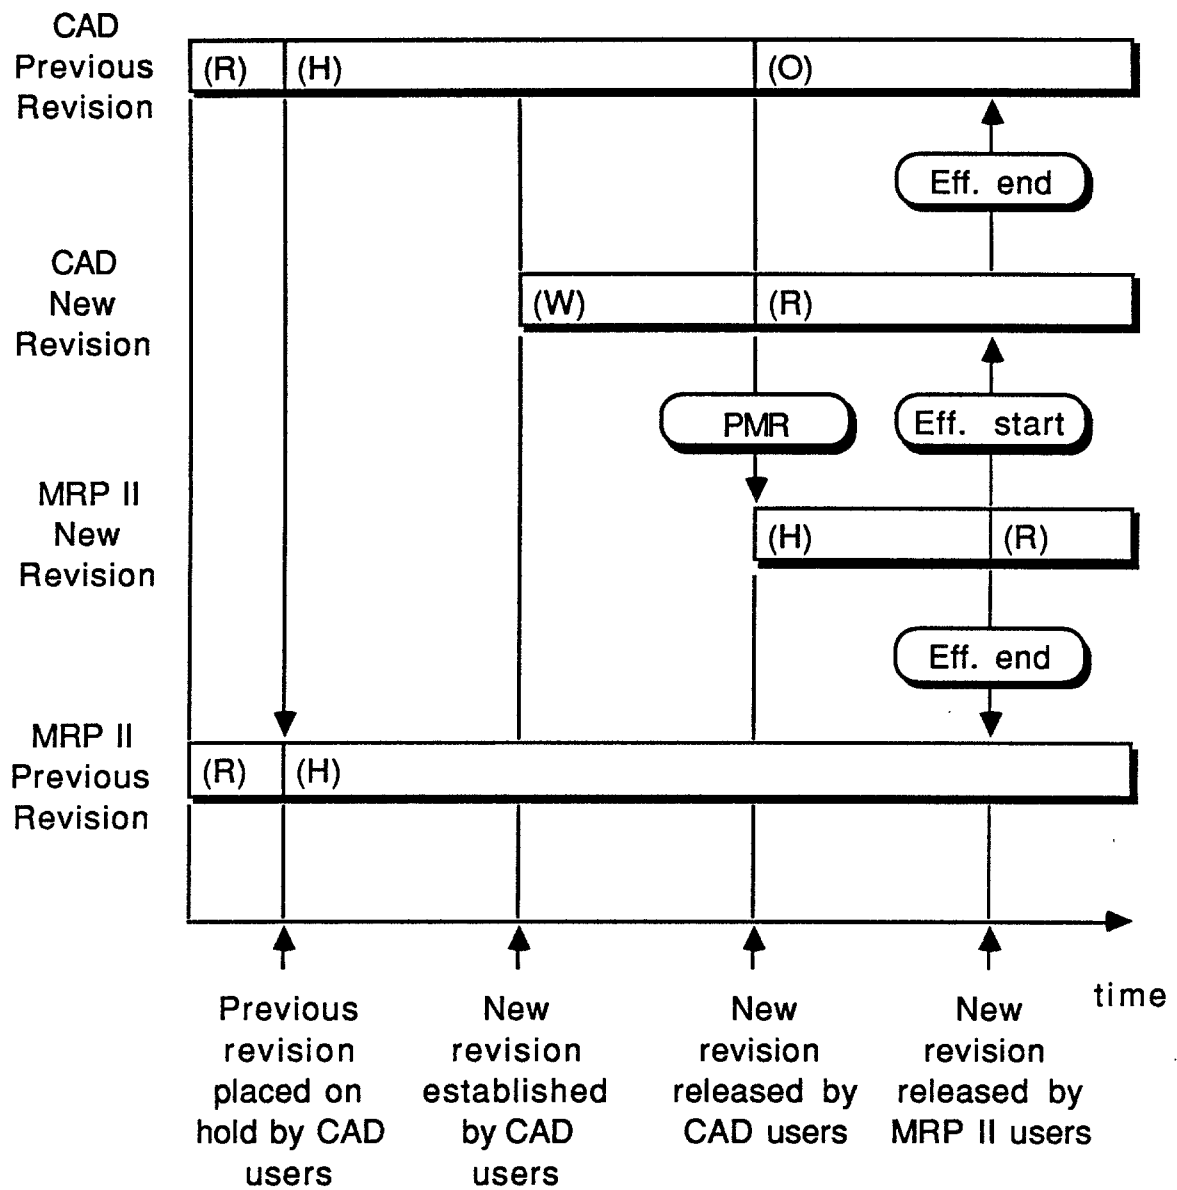 CAD
Previous
Revision
(R)
(H)
(O)
Eff. end
CAD
New
Revision
(W)
(R)
PMR
Eff. start
MRP II
New
Revision
(H)
(R)
Eff. end
MRP II
Previous
Revision
(R)
(H)
time
Previous
revision
placed on
hold by CAD
users
New
revision
established
by CAD
users
New
revision
released by
CAD users
New
revision
released by
MRP II users